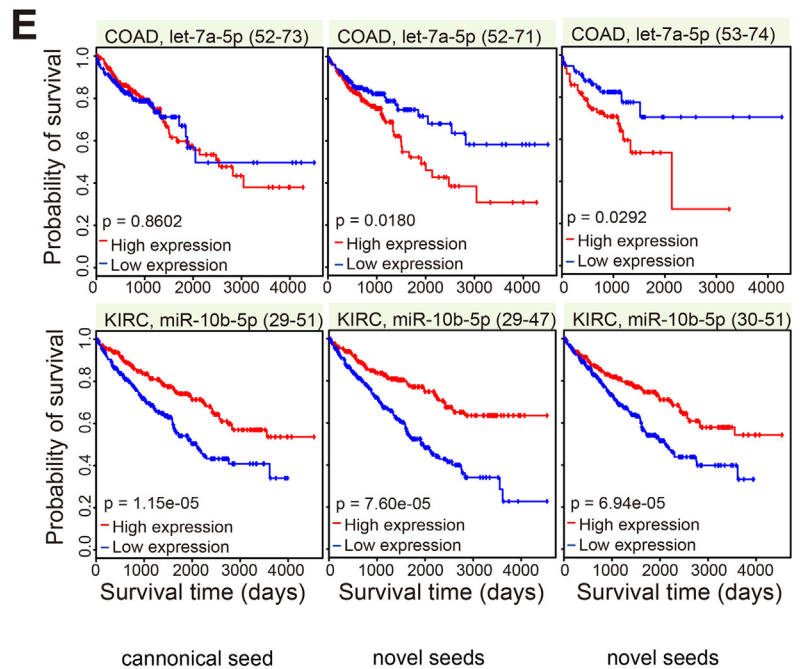 E
COAD, let-7a-5p (52-73)
COAD, let-7a-5p (52-71)
COAD, let-7a-5p (53-74)
Probability of survival
1.0
0.8
0.6
0.4
0.2
0.0
p = 0.8602
High expression
Low expression
p = 0.0180
High expression
Low expression
p = 0.0292
High expression
Low expression
0 1000 2000 3000 4000
0 1000 2000 3000 4000
0 1000 2000 3000 4000
KIRC, miR-10b-5p (29-51)
KIRC, miR-10b-5p (29-47)
KIRC, miR-10b-5p (30-51)
Probability of survival
1.0
0.8
0.6
0.4
0.2
0.0
p = 1.15e-05
High expression
Low expression
p = 7.60e-05
High expression
Low expression
p = 6.94e-05
High expression
Low expression
0 1000 2000 3000 4000
0 1000 2000 3000 4000
0 1000 2000 3000 4000
Survival time (days)
Survival time (days)
Survival time (days)
cannonical seed
novel seeds
novel seeds